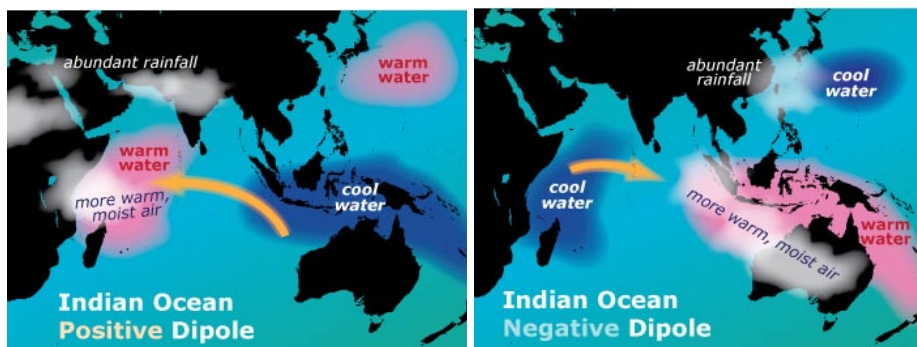 abundant rainfall
warm
water
warm
water
more warm,
moist air
cool
water
Indian Ocean
Positive Dipole
abundant
rainfall
cool
water
cool
water
more warm, moist air
warm
water
Indian Ocean
Negative Dipole